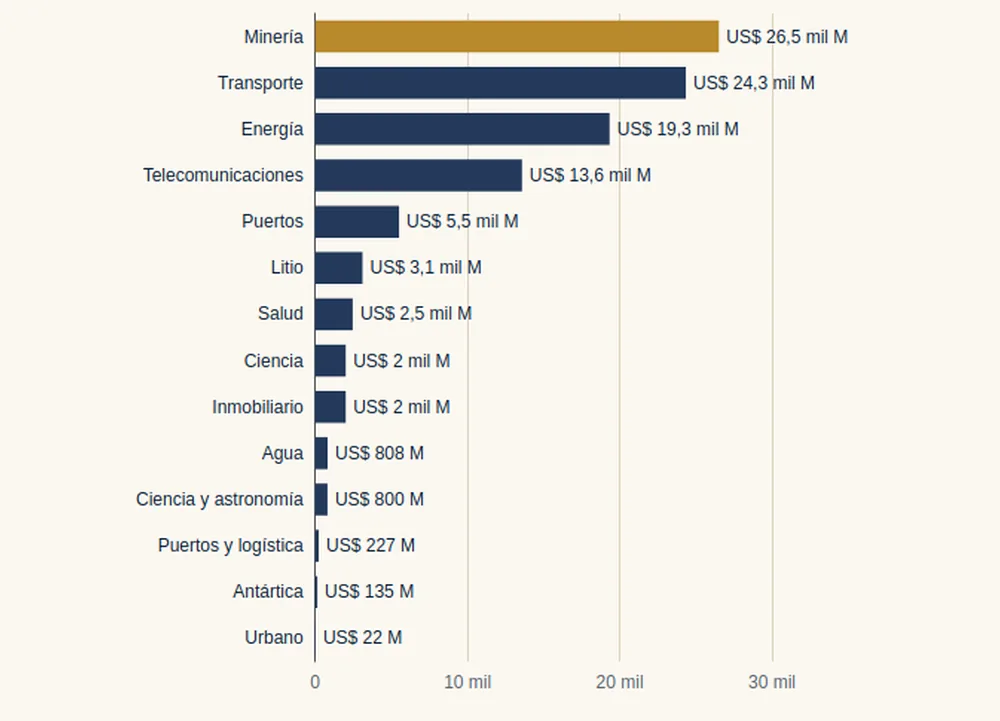 Minería US$ 26,5 mil M
Transporte US$ 24,3 mil M
Energía US$ 19,3 mil M
Telecomunicaciones US$ 13,6 mil M
Puertos US$ 5,5 mil M
Litio US$ 3,1 mil M
Salud US$ 2,5 mil M
Ciencia US$ 2 mil M
Inmobiliario US$ 2 mil M
Agua US$ 808 M
Ciencia y astronomía US$ 800 M
Puertos y logística US$ 227 M
Antártica US$ 135 M
Urbano US$ 22 M
0 10 mil 20 mil 30 mil